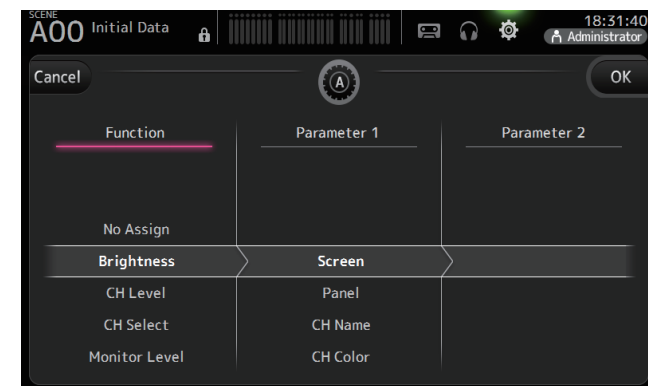 SCENE
A00 Initial Data
18:31:40
Administrator
Cancel
A
OK
Function
Parameter 1
Parameter 2
No Assign
Brightness
Screen
CH Level
Panel
CH Select
CH Name
Monitor Level
CH Color